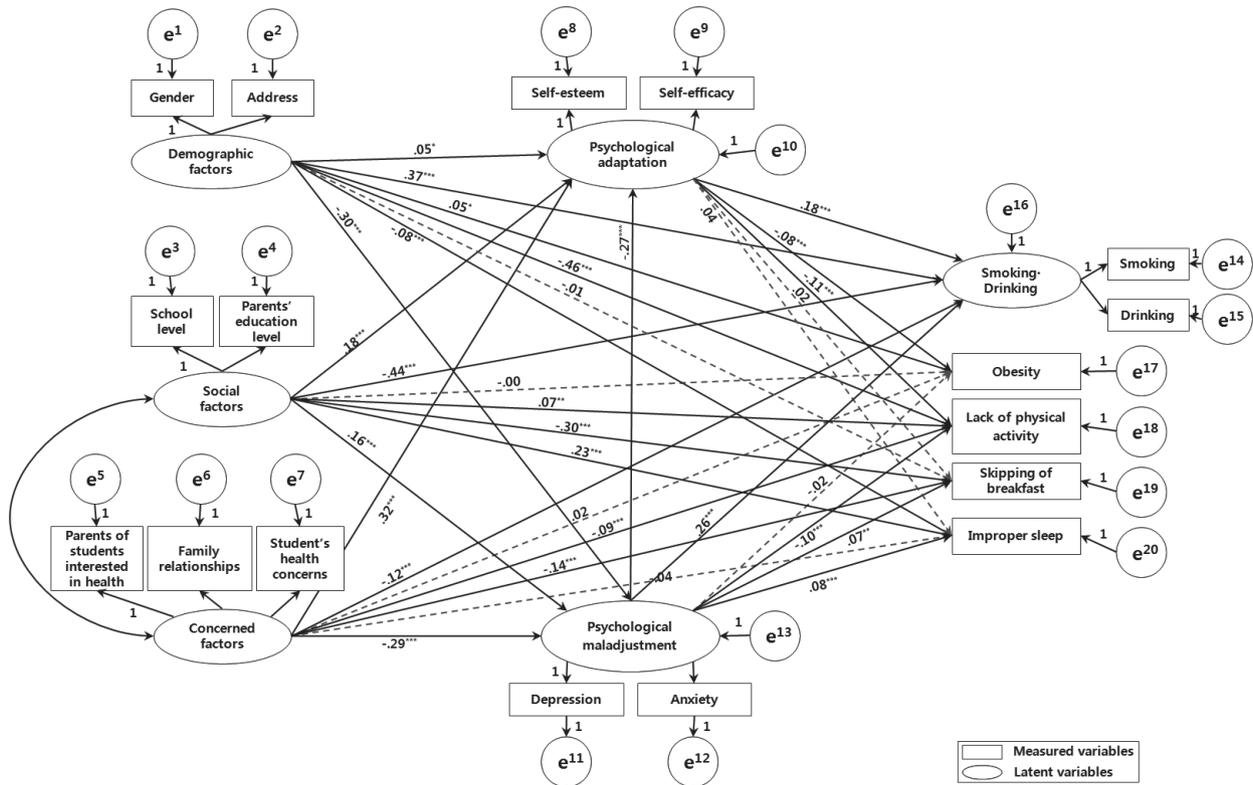 e1
e2
e8
e9
1
1
1
1
Gender
Address
Self-esteem
Self-efficacy
1
1
Demographic
factors
Psychological
adaptation
1
e10
.05*
.37***
.05*
-.30***
-.08***
-.46***
-.01
-.27***
.04
.18***
-.08***
-.11***
.02
e16
1
Smoking·
Drinking
1
Smoking
1
e14
Drinking
1
e15
e3
e4
1
1
School
level
Parents'
education
level
1
Social
factors
.18***
-.44***
-.00
.07**
-.30***
.23***
.16***
Obesity
1
e17
Lack of physical
activity
1
e18
Skipping of
breakfast
1
e19
Improper sleep
1
e20
e5
e6
e7
1
1
1
Parents of
students
interested
in health
Family
relationships
Student's
health
concerns
1
Concerned
factors
.32***
-.12***
.02
-.09***
-.14***
-.04
-.29***
-.02
.26***
-.10***
.07**
.08***
Psychological
maladjustment
1
e13
1
Depression
Anxiety
1
1
e11
e12
Measured variables
Latent variables